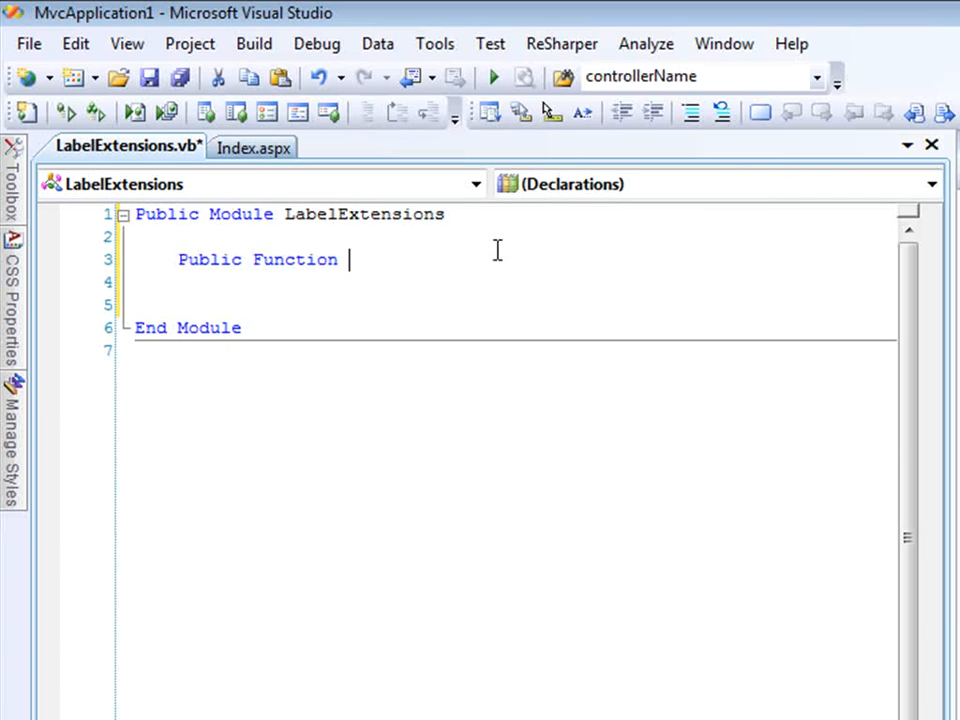 MvcApplication1 - Microsoft Visual Studio
File Edit View Project Build Debug Data Tools Test ReSharper Analyze Window Help
controllerName
LabelExtensions.vb* Index.aspx
LabelExtensions (Declarations)
Toolbox
CSS Properties
Manage Styles
1 Public Module LabelExtensions
2
3 Public Function
4
5
6 End Module
7